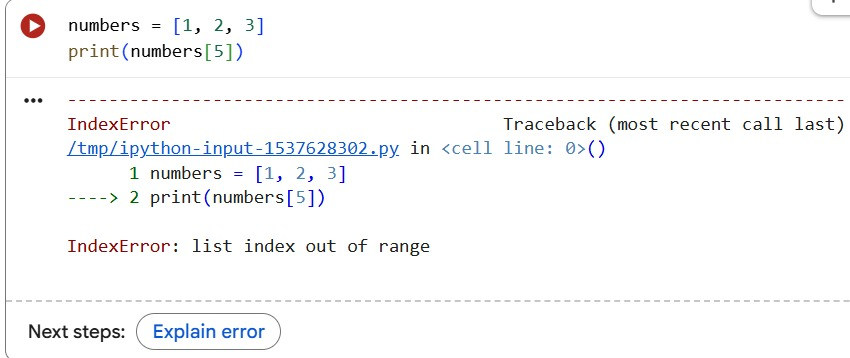 numbers = [1, 2, 3]
print(numbers[5])
---------------------------------------------------------------------------
IndexError                                Traceback (most recent call last)
/tmp/ipython-input-1537628302.py in <cell line: 0>()
      1 numbers = [1, 2, 3]
----> 2 print(numbers[5])

IndexError: list index out of range
Next steps: Explain error